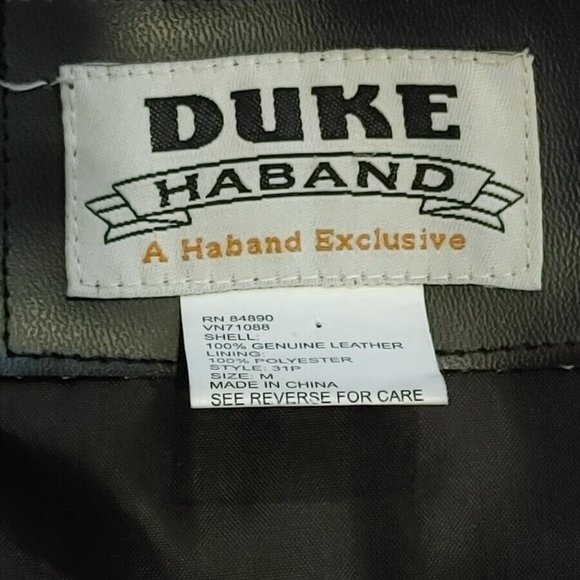 DUKE
HABAND
A Haband Exclusive
RN 84890
VN71088
SHELL:
100% GENUINE LEATHER
LINING:
100% POLYESTER
STYLE: 31P
SIZE: M
MADE IN CHINA
SEE REVERSE FOR CARE